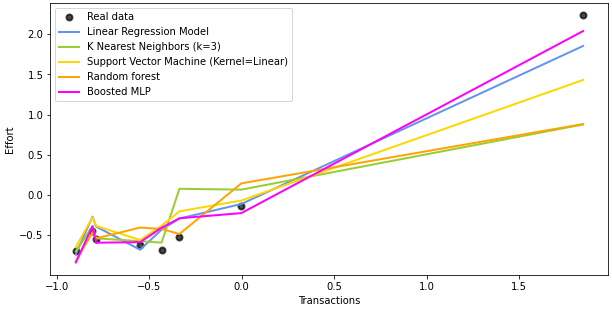 Real data
Linear Regression Model
K Nearest Neighbors (k=3)
Support Vector Machine (Kernel=Linear)
Random forest
Boosted MLP
2.0
1.5
1.0
0.5
0.0
−0.5
Effort
−1.0 −0.5 0.0 0.5 1.0 1.5
Transactions